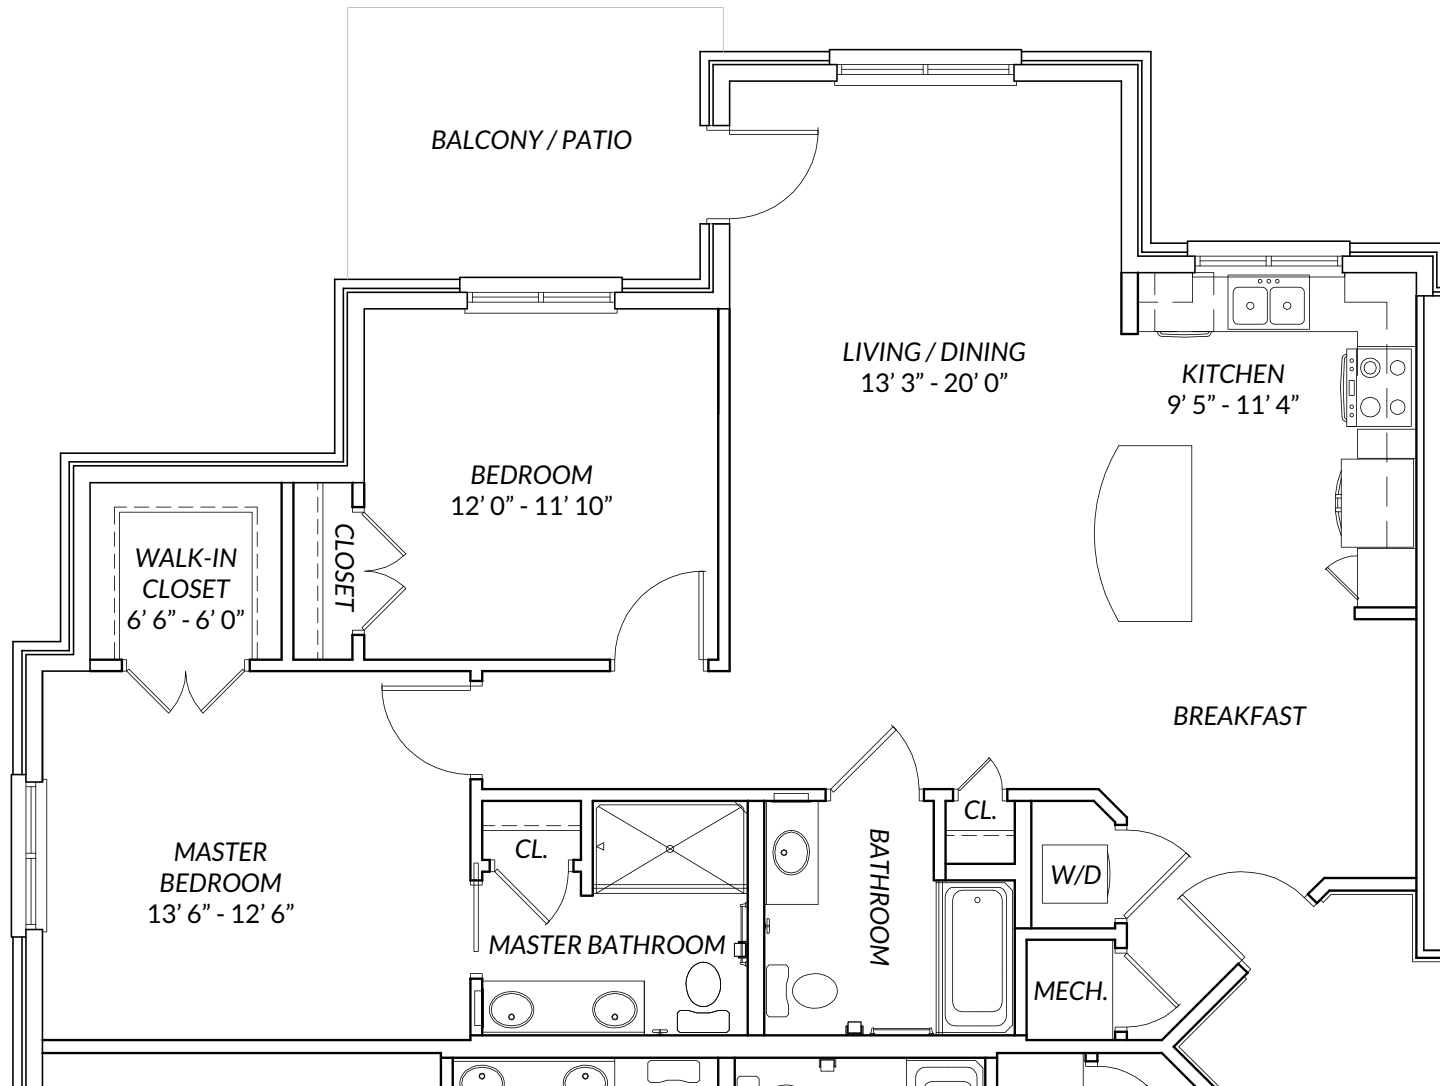 BALCONY / PATIO
LIVING / DINING
13’ 3” - 20’ 0”
KITCHEN
9’ 5” - 11’ 4”
BEDROOM
12’ 0” - 11’ 10”
CLOSET
WALK-IN
CLOSET
6’ 6” - 6’ 0”
BREAKFAST
MASTER
BEDROOM
13’ 6” - 12’ 6”
CL.
MASTER BATHROOM
BATHROOM
CL.
W/D
MECH.